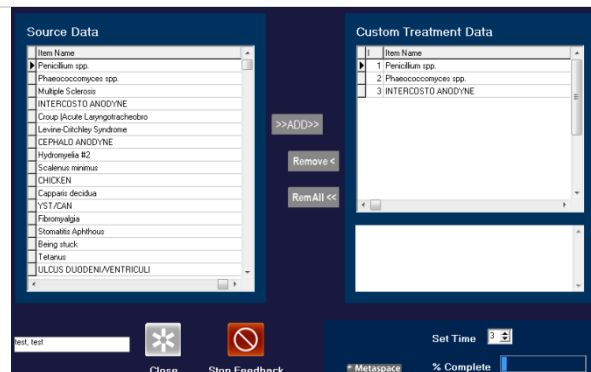 Source Data
Item Name
Penicillium spp.
Phaeococcomyces spp.
Multiple Sclerosis
INTERCOSTO ANODYNE
Croup (Acute Laryngotracheobro
Levine-Critchley Syndrome
CEPHALO ANODYNE
Hydromyelia #2
Scalenus minimus
CHICKEN
Capparis decidua
YST/CAN
Fibromyalgia
Stomatitis Aphthous
Being stuck
Tetanus
ULCUS DUODENI/VENTRICULI
>>ADD>>
Remove <
RemAll <<
Custom Treatment Data
I Item Name
1 Penicillium spp.
2 Phaeococcomyces spp.
3 INTERCOSTO ANODYNE
test, test
Close
Stop Feedback
Set Time 3
Metaspace
% Complete